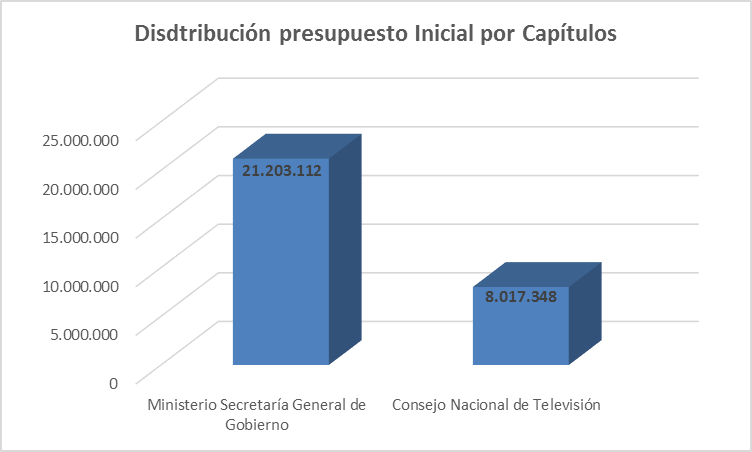 Disdtribución presupuesto Inicial por Capítulos
25.000.000
20.000.000
15.000.000
10.000.000
5.000.000
0
21.203.112
8.017.348
Ministerio Secretaría General de
Gobierno
Consejo Nacional de Televisión